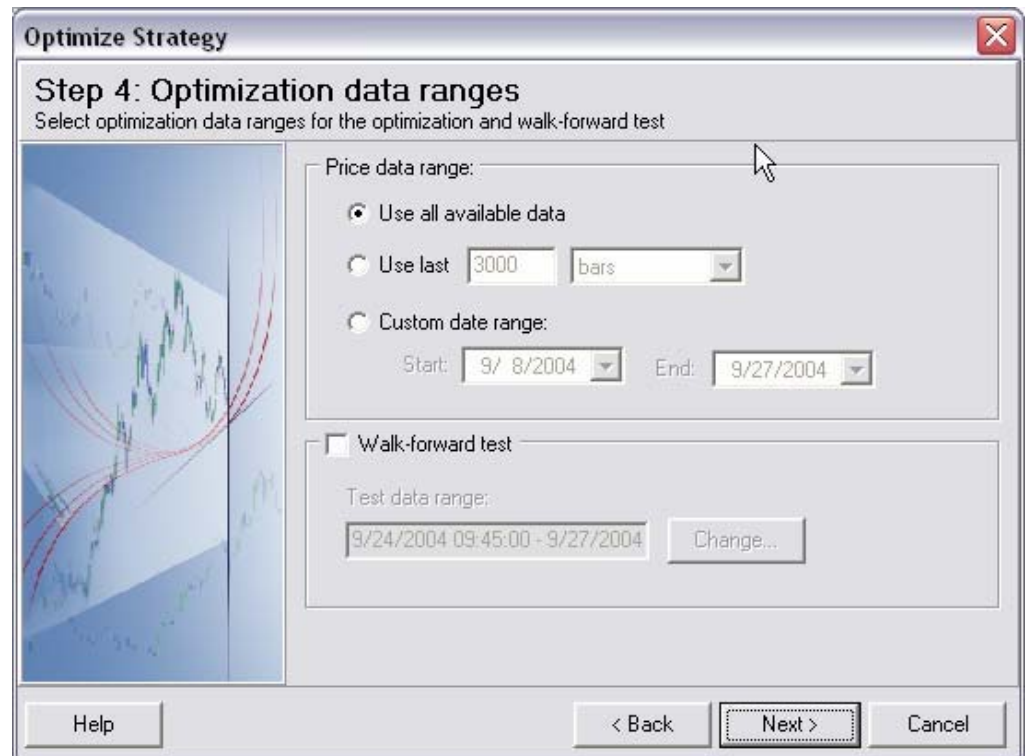 Optimize Strategy
Step 4: Optimization data ranges
Select optimization data ranges for the optimization and walk-forward test
Price data range:
Use all available data
Use last 3000 bars
Custom date range:
Start: 9/ 8/2004 End: 9/27/2004
Walk-forward test
Test data range:
9/24/2004 09:45:00 - 9/27/2004 Change...
Help < Back Next > Cancel